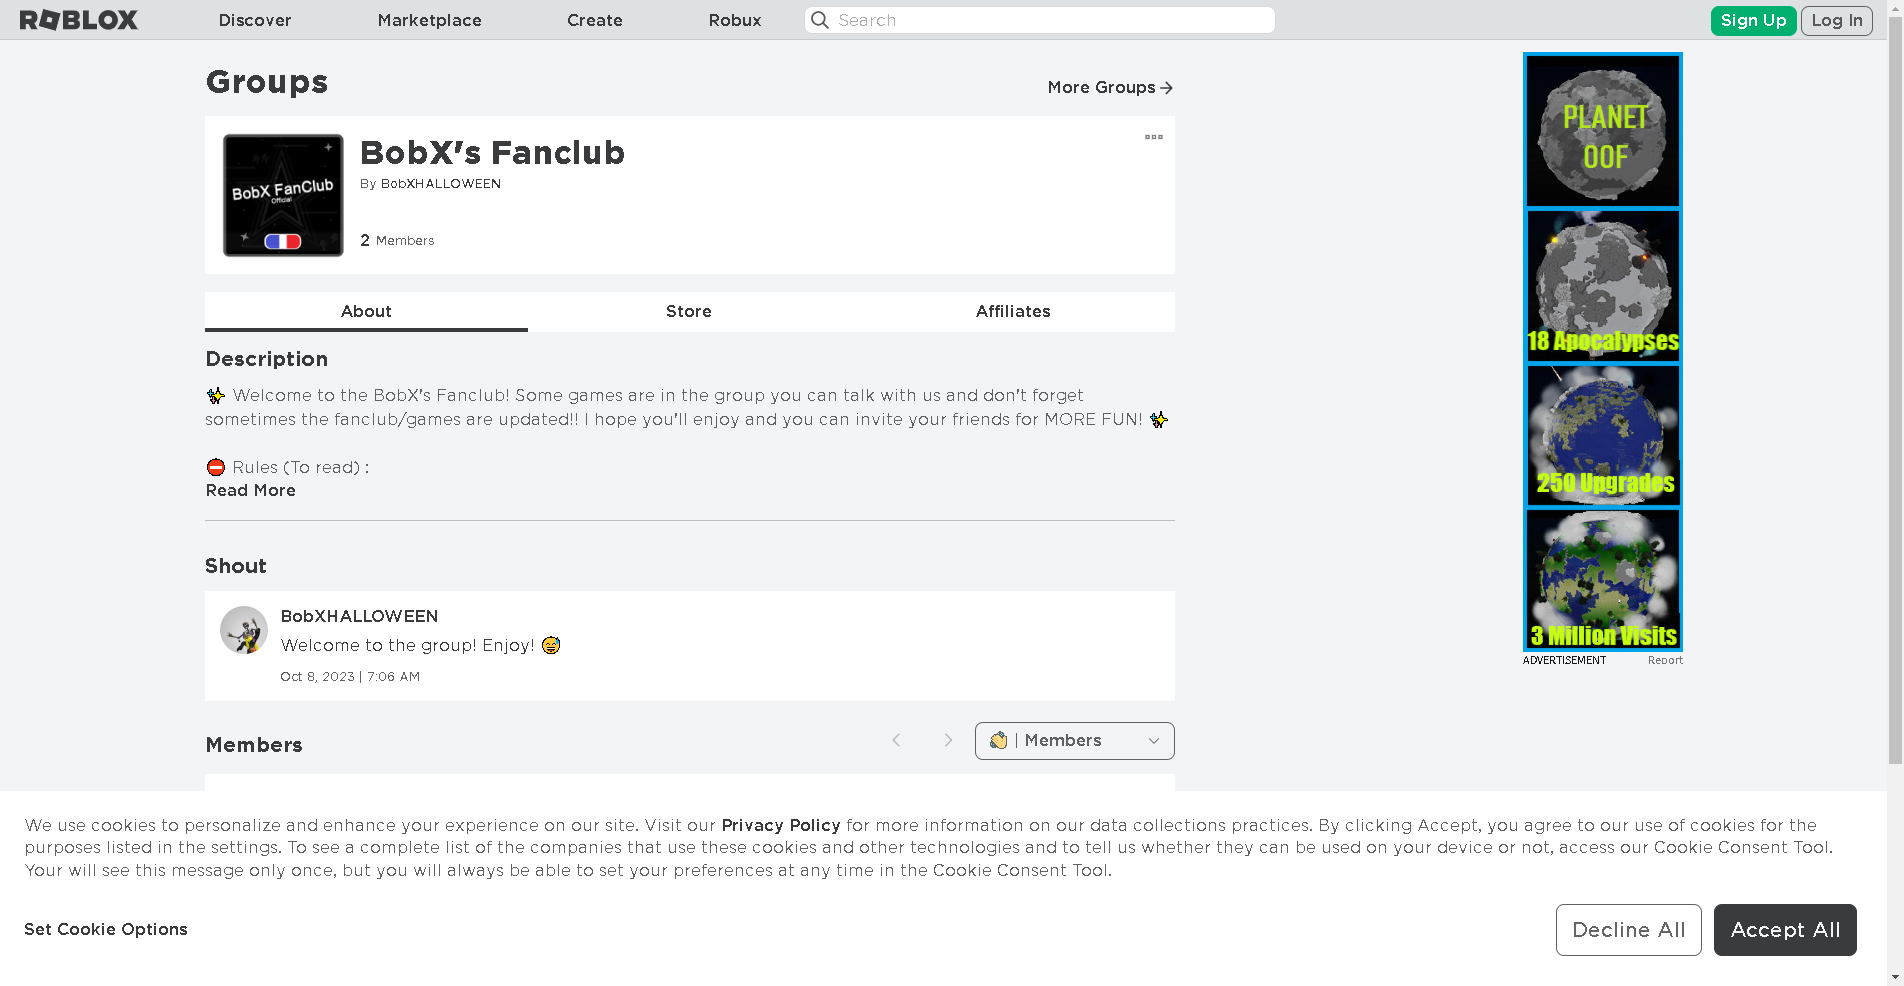 ROBLOX
Discover
Marketplace
Create
Robux
Search
Sign Up
Log In
Groups
More Groups
BobX FanClub
Official
BobX's Fanclub
By BobXHALLOWEEN
2 Members
About
Store
Affiliates
Description
✨ Welcome to the BobX's Fanclub! Some games are in the group you can talk with us and don't forget
sometimes the fanclub/games are updated!! I hope you'll enjoy and you can invite your friends for MORE FUN! ✨
⛔ Rules (To read) :
Read More
Shout
BobXHALLOWEEN
Welcome to the group! Enjoy! 😅
Oct 8, 2023 | 7:06 AM
Members
👏 | Members
PLANET
OOF
18 Apocalypses
250 Upgrades
3 Million Visits
ADVERTISEMENT
Report
We use cookies to personalize and enhance your experience on our site. Visit our Privacy Policy for more information on our data collections practices. By clicking Accept, you agree to our use of cookies for the
purposes listed in the settings. To see a complete list of the companies that use these cookies and other technologies and to tell us whether they can be used on your device or not, access our Cookie Consent Tool.
Your will see this message only once, but you will always be able to set your preferences at any time in the Cookie Consent Tool.
Set Cookie Options
Decline All
Accept All